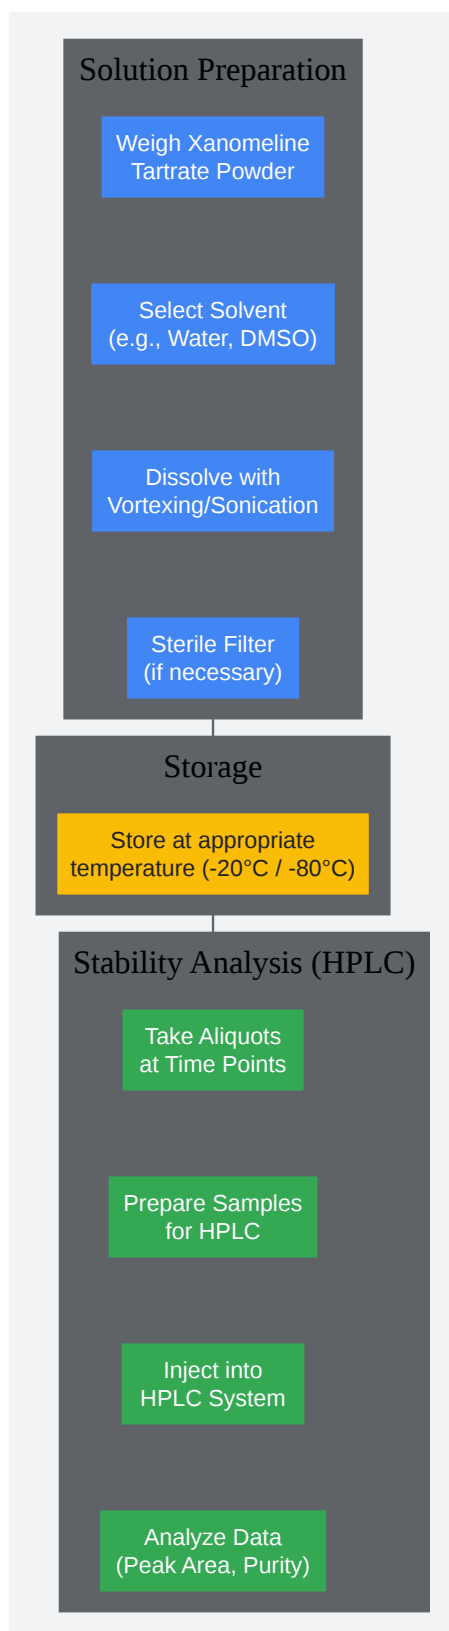 Solution Preparation
Weigh Xanomeline
Tartrate Powder
Select Solvent
(e.g., Water, DMSO)
Dissolve with
Vortexing/Sonication
Sterile Filter
(if necessary)
Storage
Store at appropriate
temperature (-20°C / -80°C)
Stability Analysis (HPLC)
Take Aliquots
at Time Points
Prepare Samples
for HPLC
Inject into
HPLC System
Analyze Data
(Peak Area, Purity)